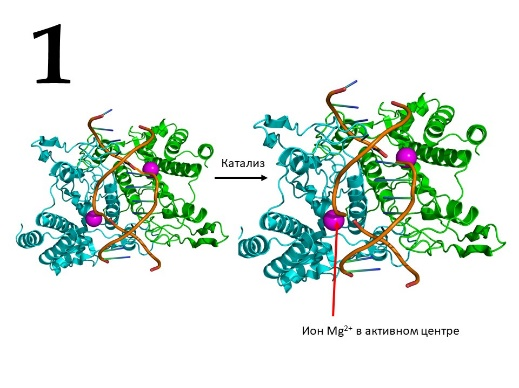 1
Катализ
Ион Mg²⁺ в активном центре